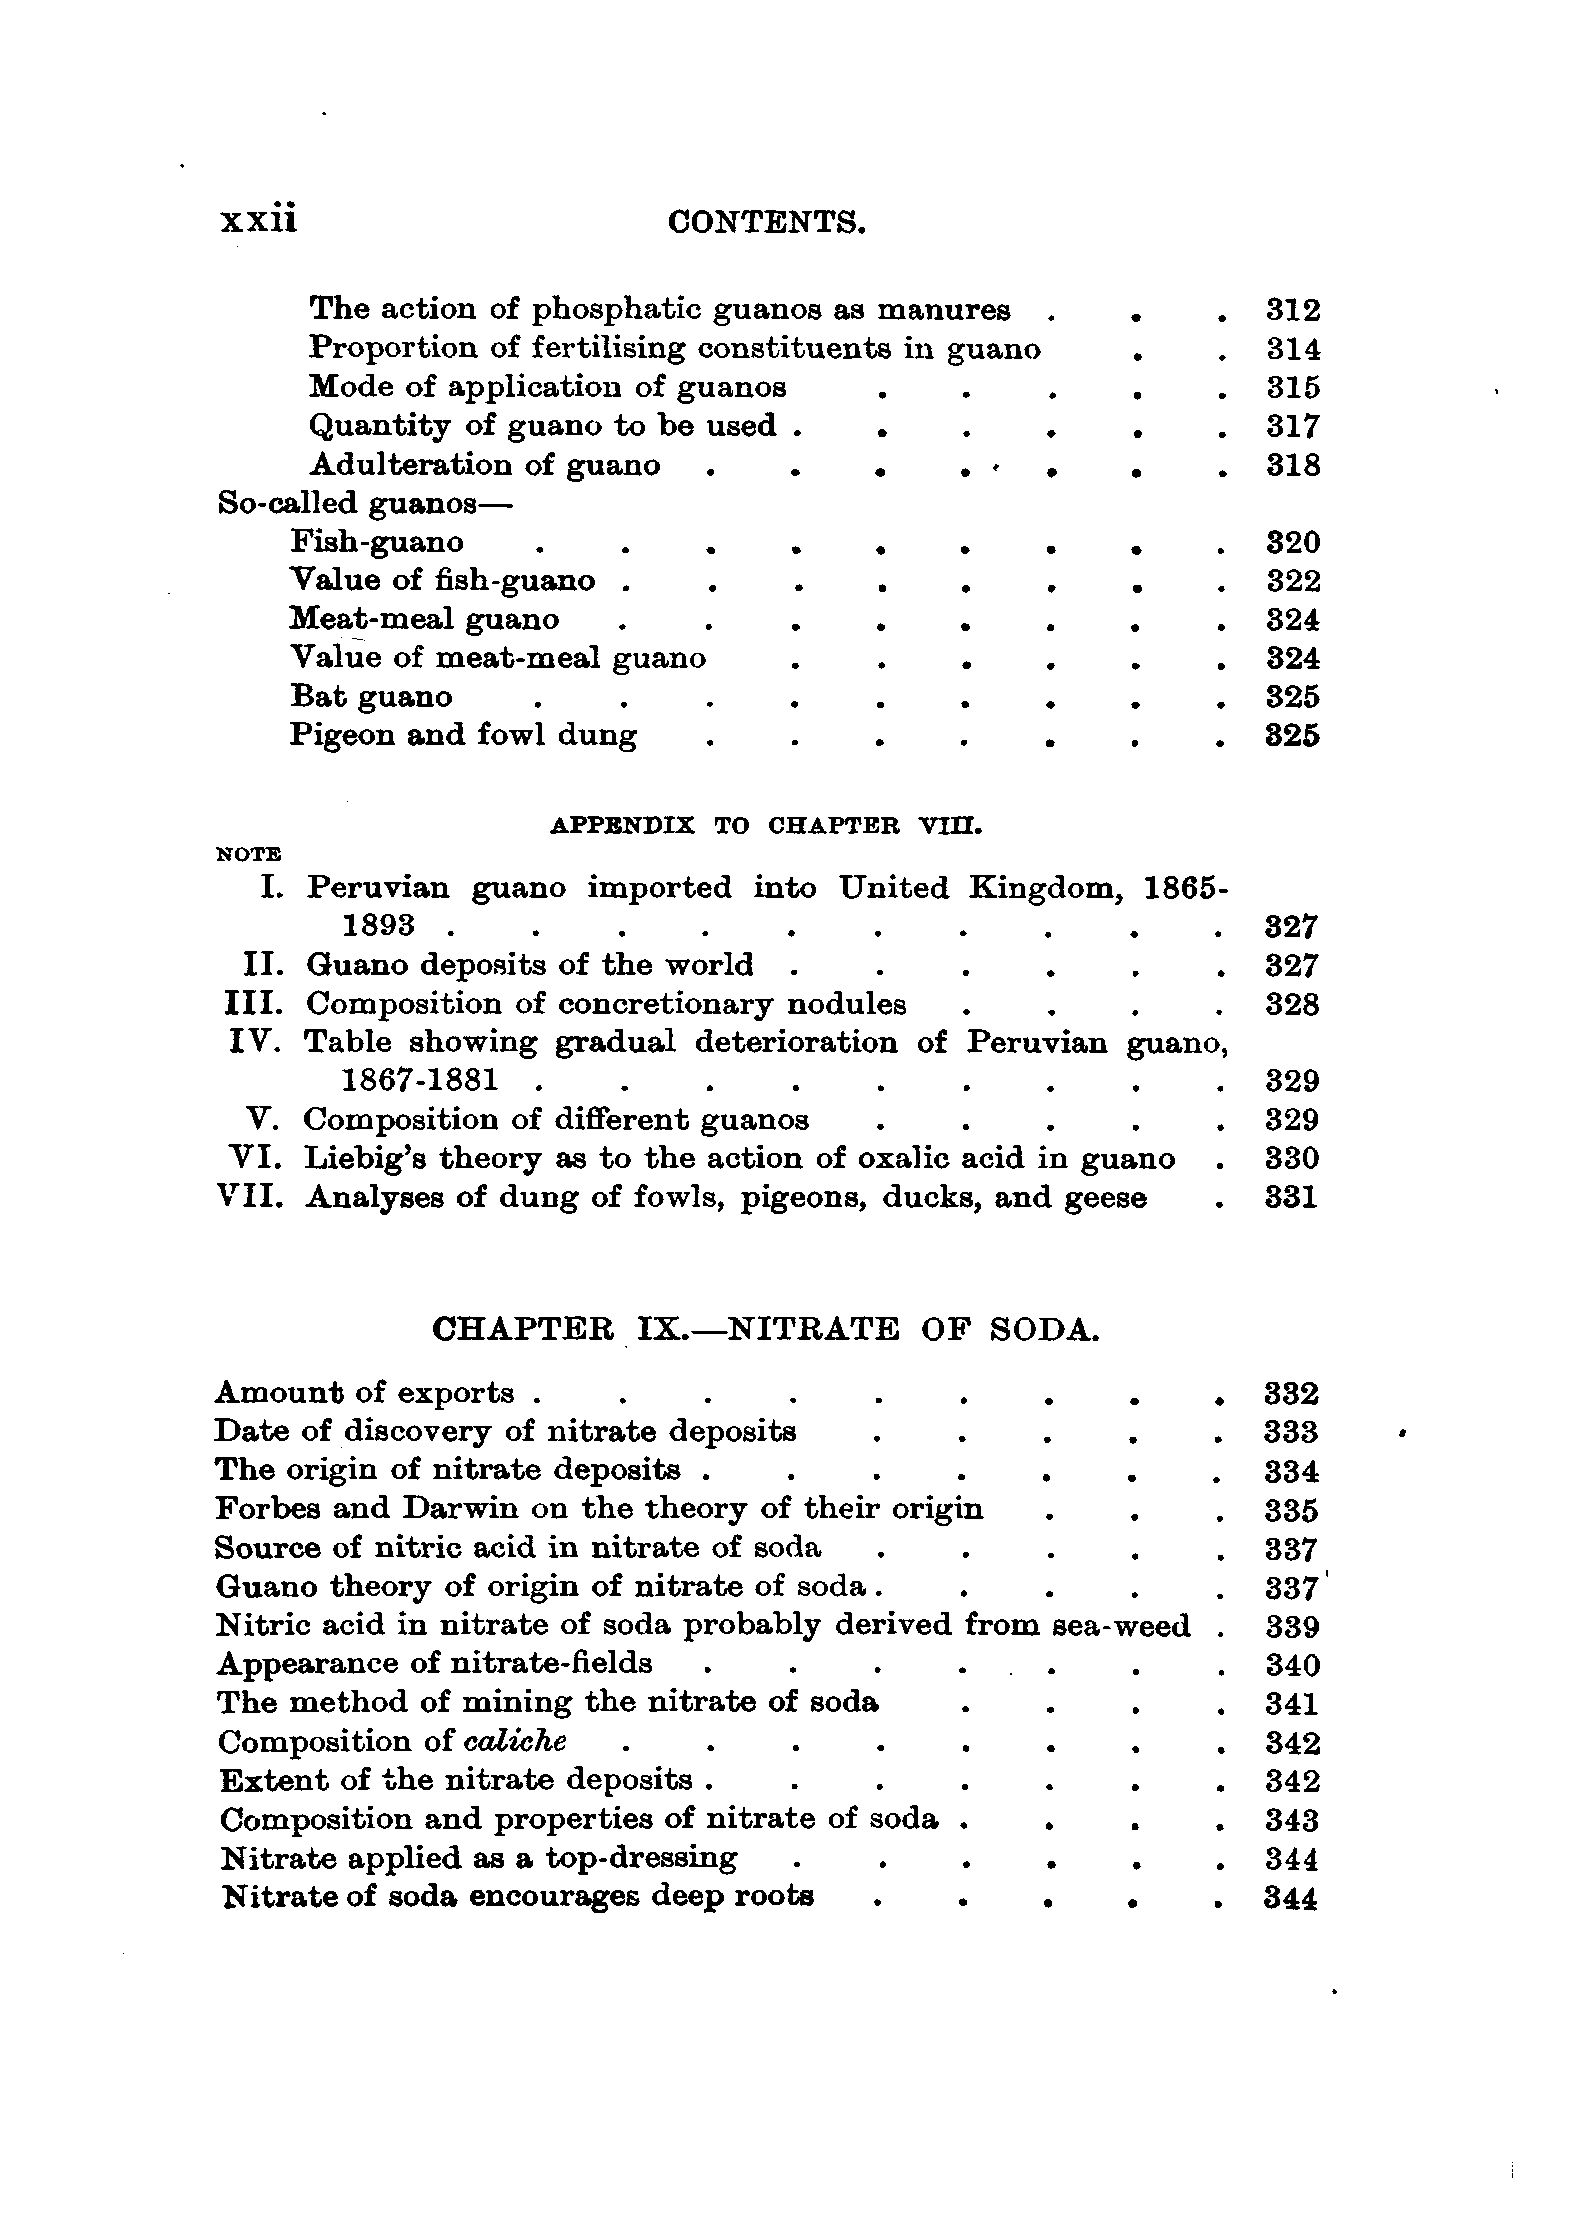 xxii CONTENTS.
The action of phosphatic guanos as manures . . . 312
Proportion of fertilising constituents in guano . . 314
Mode of application of guanos . . . . . 315
Quantity of guano to be used . . . . . . 317
Adulteration of guano . . . . . . . 318
So-called guanos—
Fish-guano . . . . . . . . . 320
Value of fish-guano . . . . . . . . 322
Meat-meal guano . . . . . . . . 324
Value of meat-meal guano . . . . . . 324
Bat guano . . . . . . . . . 325
Pigeon and fowl dung . . . . . . . 325
APPENDIX TO CHAPTER VIII.
NOTE
I. Peruvian guano imported into United Kingdom, 1865-
1893 . . . . . . . . . . 327
II. Guano deposits of the world . . . . . . 327
III. Composition of concretionary nodules . . . . 328
IV. Table showing gradual deterioration of Peruvian guano,
1867-1881 . . . . . . . . . 329
V. Composition of different guanos . . . . . 329
VI. Liebig's theory as to the action of oxalic acid in guano . 330
VII. Analyses of dung of fowls, pigeons, ducks, and geese . 331
CHAPTER IX.—NITRATE OF SODA.
Amount of exports . . . . . . . . . 332
Date of discovery of nitrate deposits . . . . . 333
The origin of nitrate deposits . . . . . . . 334
Forbes and Darwin on the theory of their origin . . . 335
Source of nitric acid in nitrate of soda . . . . . 337
Guano theory of origin of nitrate of soda . . . . . 337
Nitric acid in nitrate of soda probably derived from sea-weed . 339
Appearance of nitrate-fields . . . . . . . 340
The method of mining the nitrate of soda . . . . 341
Composition of caliche . . . . . . . . 342
Extent of the nitrate deposits . . . . . . . 342
Composition and properties of nitrate of soda . . . . 343
Nitrate applied as a top-dressing . . . . . . 344
Nitrate of soda encourages deep roots . . . . . 344